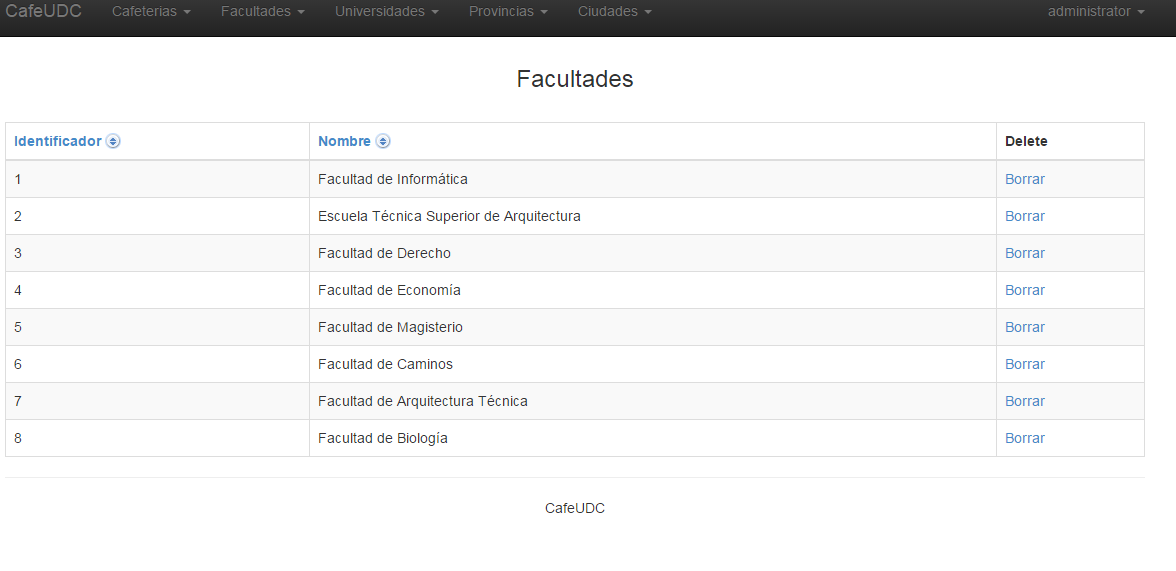 CafeUDC Cafeterias Facultades Universidades Provincias Ciudades administrator
Facultades
Identificador Nombre Delete
1 Facultad de Informática Borrar
2 Escuela Técnica Superior de Arquitectura Borrar
3 Facultad de Derecho Borrar
4 Facultad de Economía Borrar
5 Facultad de Magisterio Borrar
6 Facultad de Caminos Borrar
7 Facultad de Arquitectura Técnica Borrar
8 Facultad de Biología Borrar
CafeUDC